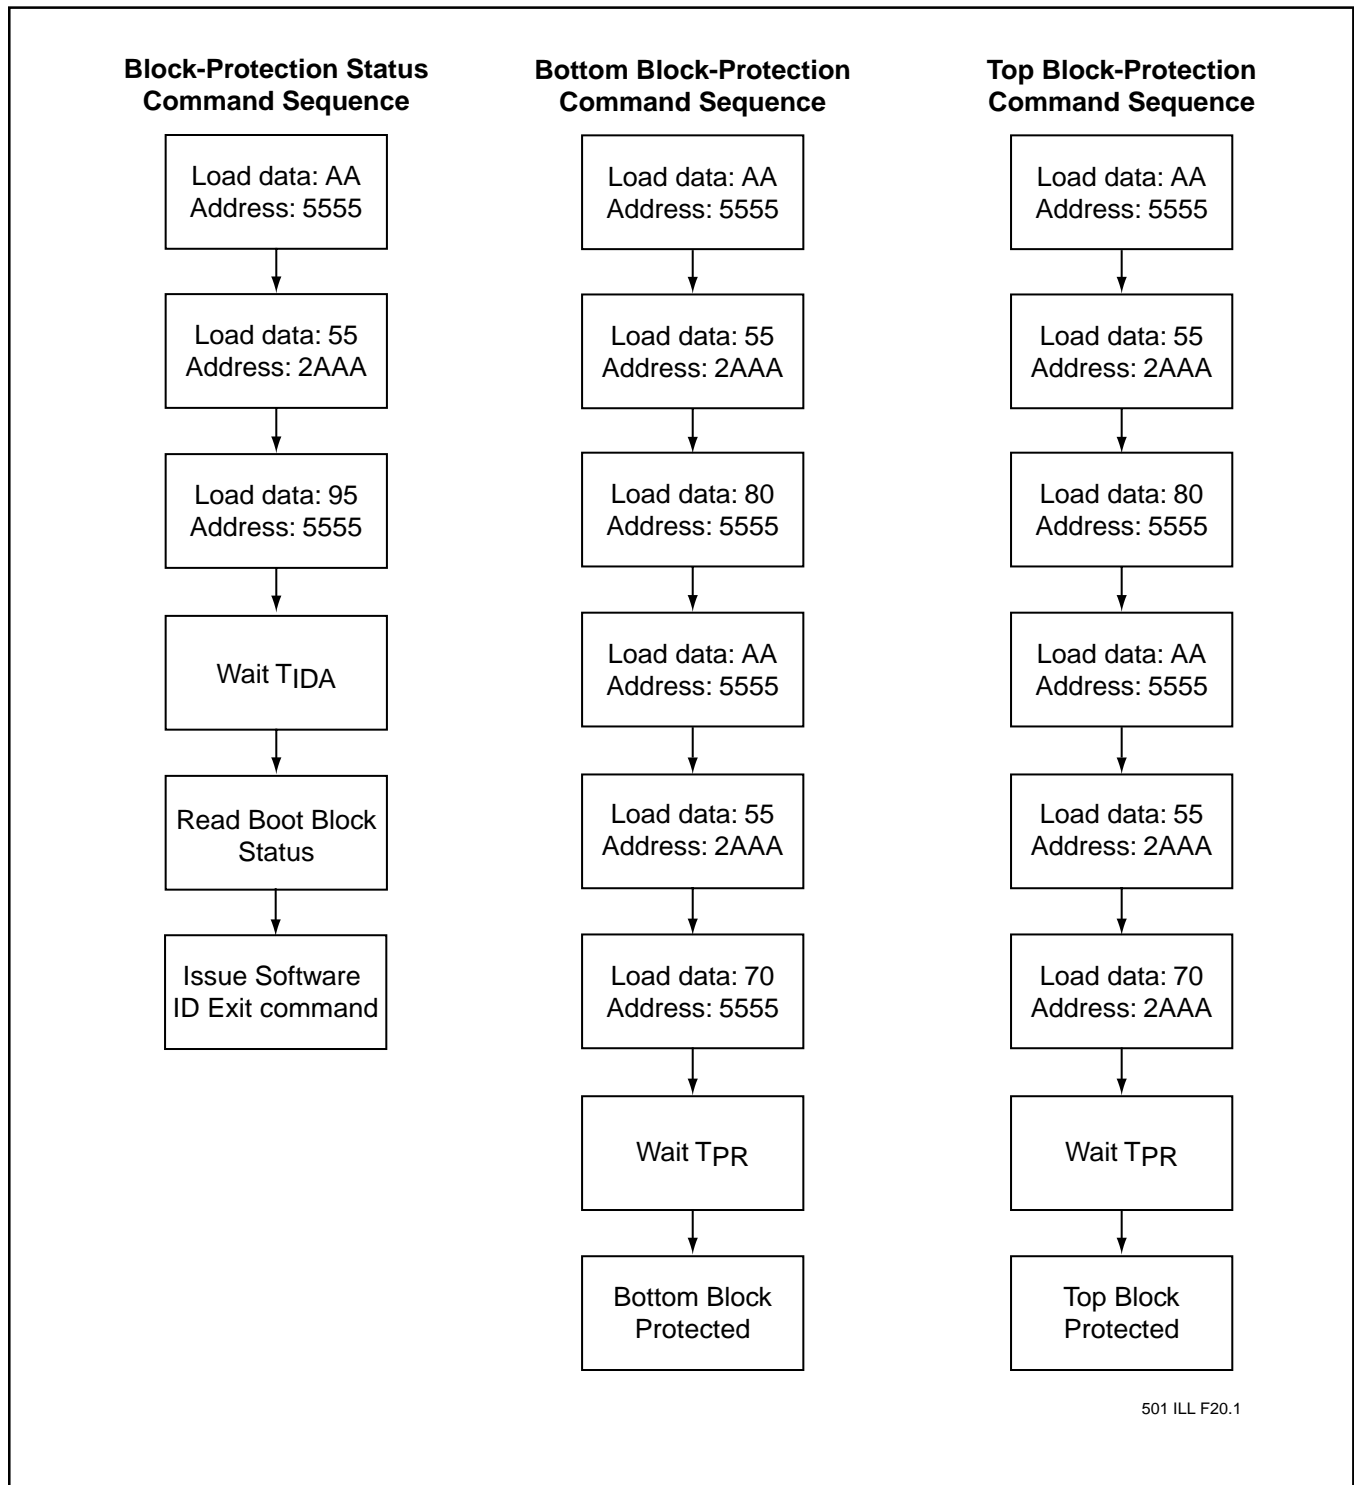 Block-Protection Status
Command Sequence
Load data: AA
Address: 5555
Load data: 55
Address: 2AAA
Load data: 95
Address: 5555
Wait TIDA
Read Boot Block
Status
Issue Software
ID Exit command
Bottom Block-Protection
Command Sequence
Load data: AA
Address: 5555
Load data: 55
Address: 2AAA
Load data: 80
Address: 5555
Load data: AA
Address: 5555
Load data: 55
Address: 2AAA
Load data: 70
Address: 5555
Wait TPR
Bottom Block
Protected
Top Block-Protection
Command Sequence
Load data: AA
Address: 5555
Load data: 55
Address: 2AAA
Load data: 80
Address: 5555
Load data: AA
Address: 5555
Load data: 55
Address: 2AAA
Load data: 70
Address: 2AAA
Wait TPR
Top Block
Protected
501 ILL F20.1